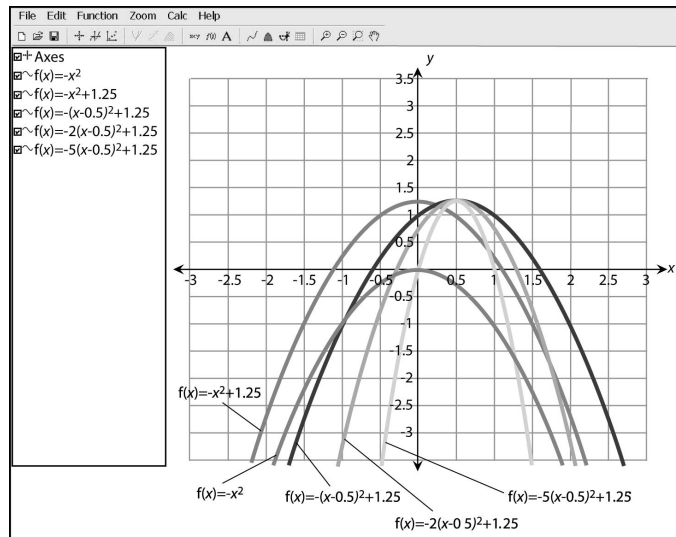 File Edit Function Zoom Calc Help
x=y f(x) A
Axes
f(x)=-x²
f(x)=-x²+1.25
f(x)=-(x-0.5)²+1.25
f(x)=-2(x-0.5)²+1.25
f(x)=-5(x-0.5)²+1.25
y
3.5
3
2.5
2
1.5
1
0.5
-3 -2.5 -2 -1.5 -1 -0.5 0 0.5 1 1.5 2 2.5 3 x
-0.5
-1
-1.5
-2
-2.5
-3
f(x)=-x²+1.25
f(x)=-x²
f(x)=-(x-0.5)²+1.25
f(x)=-5(x-0.5)²+1.25
f(x)=-2(x-0 5)²+1.25